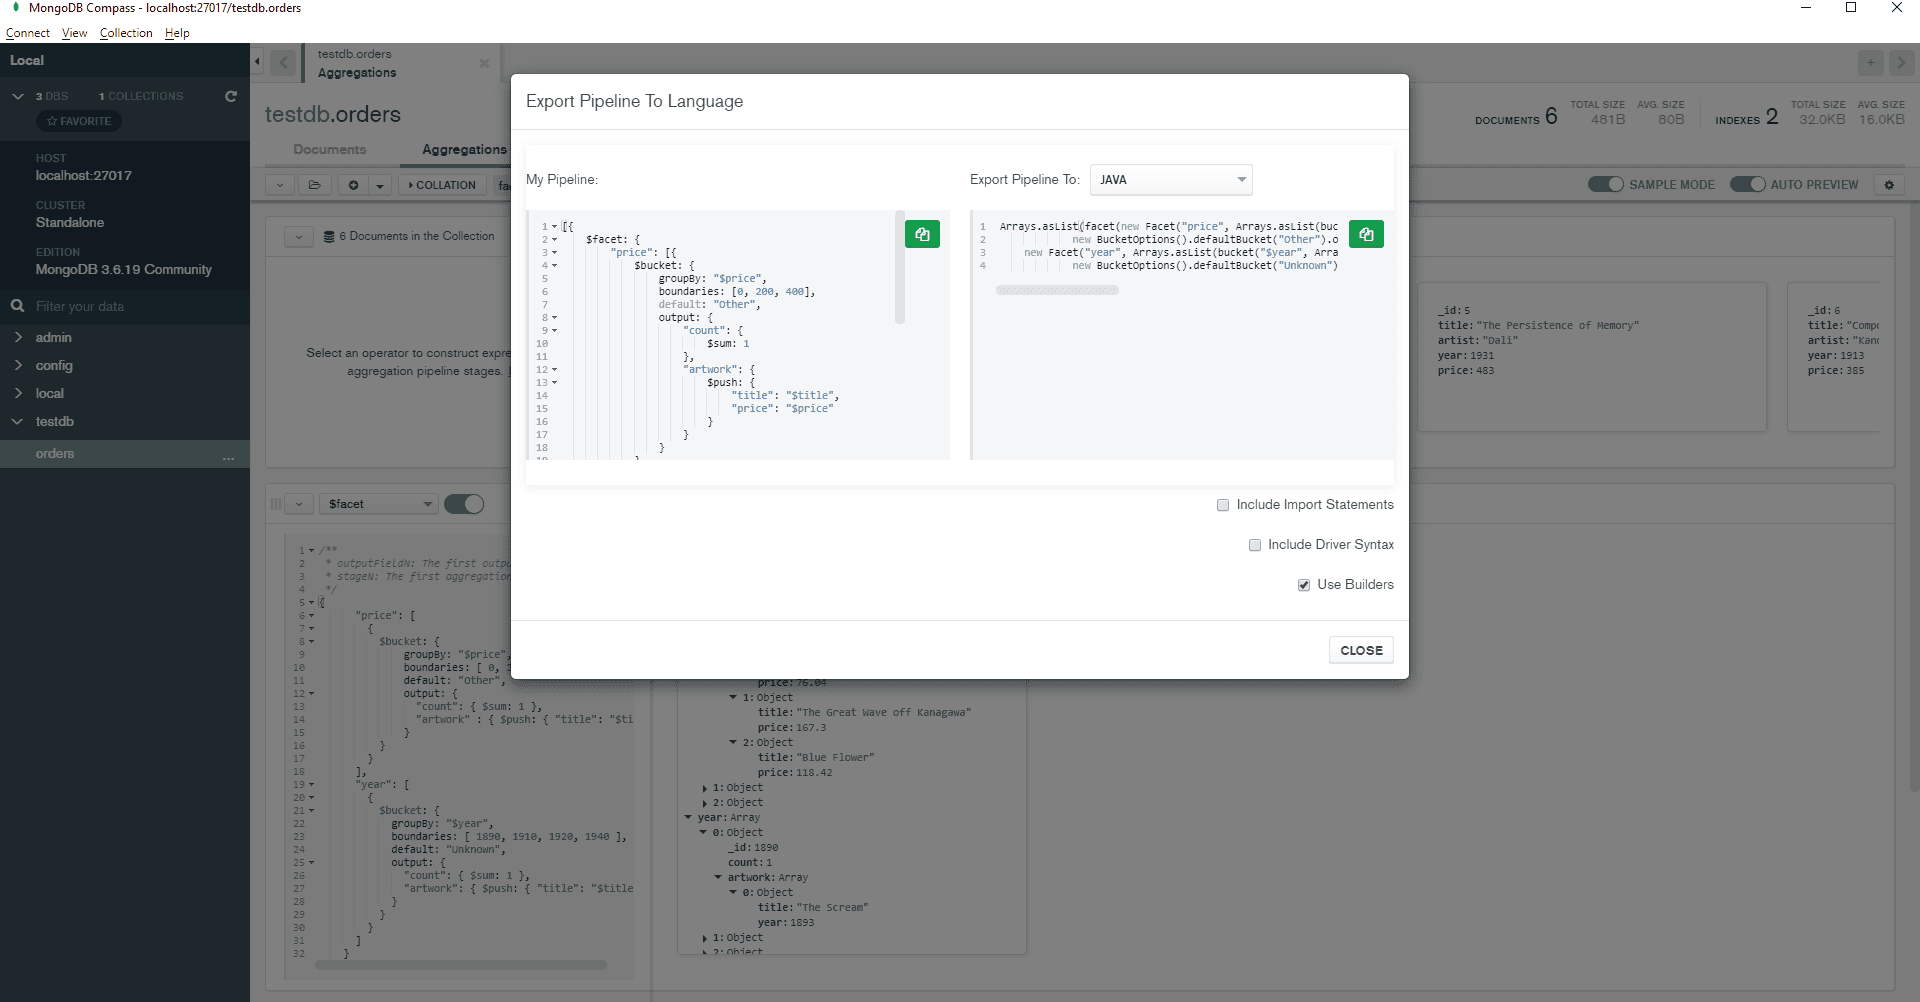 MongoDB Compass - localhost:27017/testdb.orders
Connect View Collection Help
Local
3 DBS 1 COLLECTIONS
FAVORITE
HOST
localhost:27017
CLUSTER
Standalone
EDITION
MongoDB 3.6.19 Community
Filter your data
admin
config
local
testdb
orders ...
testdb.orders
Aggregations
testdb.orders
DOCUMENTS 6 TOTAL SIZE 481B AVG. SIZE 80B INDEXES 2 TOTAL SIZE 32.0KB AVG. SIZE 16.0KB
Documents Aggregations
COLLATION
SAMPLE MODE AUTO PREVIEW
6 Documents in the Collection
Select an operator to construct expre
aggregation pipeline stages.
_id: 5
title: "The Persistence of Memory"
artist: "Dali"
year: 1931
price: 483
_id: 6
title: "Compo
artist: "Kand
year: 1913
price: 385
Export Pipeline To Language
My Pipeline:
1 [{
2 $facet: {
3 "price": [{
4 $bucket: {
5 groupBy: "$price",
6 boundaries: [0, 200, 400],
7 default: "Other",
8 output: {
9 "count": {
10 $sum: 1
11 },
12 "artwork": {
13 $push: {
14 "title": "$title",
15 "price": "$price"
16 }
17 }
18 }
Export Pipeline To: JAVA
1 Arrays.asList(facet(new Facet("price", Arrays.asList(buc
2 new BucketOptions().defaultBucket("Other").o
3 new Facet("year", Arrays.asList(bucket("$year", Arra
4 new BucketOptions().defaultBucket("Unknown")
Include Import Statements
Include Driver Syntax
Use Builders
CLOSE
$facet
1 /**
2 * outputFieldN: The first outpu
3 * stageN: The first aggregation
4 */
5 {
6 "price": [
7 {
8 $bucket: {
9 groupBy: "$price",
10 boundaries: [ 0,
11 default: "Other",
12 output: {
13 "count": { $sum: 1 },
14 "artwork" : { $push: { "title": "$ti
15 }
16 }
17 }
18 ],
19 "year": [
20 {
21 $bucket: {
22 groupBy: "$year",
23 boundaries: [ 1890, 1910, 1920, 1940 ],
24 default: "Unknown",
25 output: {
26 "count": { $sum: 1 },
27 "artwork": { $push: { "title": "$title
28 }
29 }
30 }
31 ]
32 }
price: 76.04
1: Object
title: "The Great Wave off Kanagawa"
price: 167.3
2: Object
title: "Blue Flower"
price: 118.42
1: Object
2: Object
year: Array
0: Object
_id: 1890
count: 1
artwork: Array
0: Object
title: "The Scream"
year: 1893
1: Object
2: Object